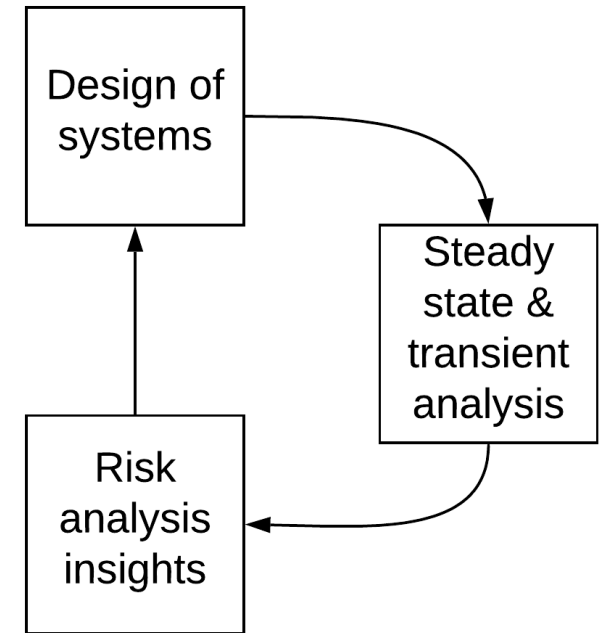 Design of
systems
Steady
state &
transient
analysis
Risk
analysis
insights